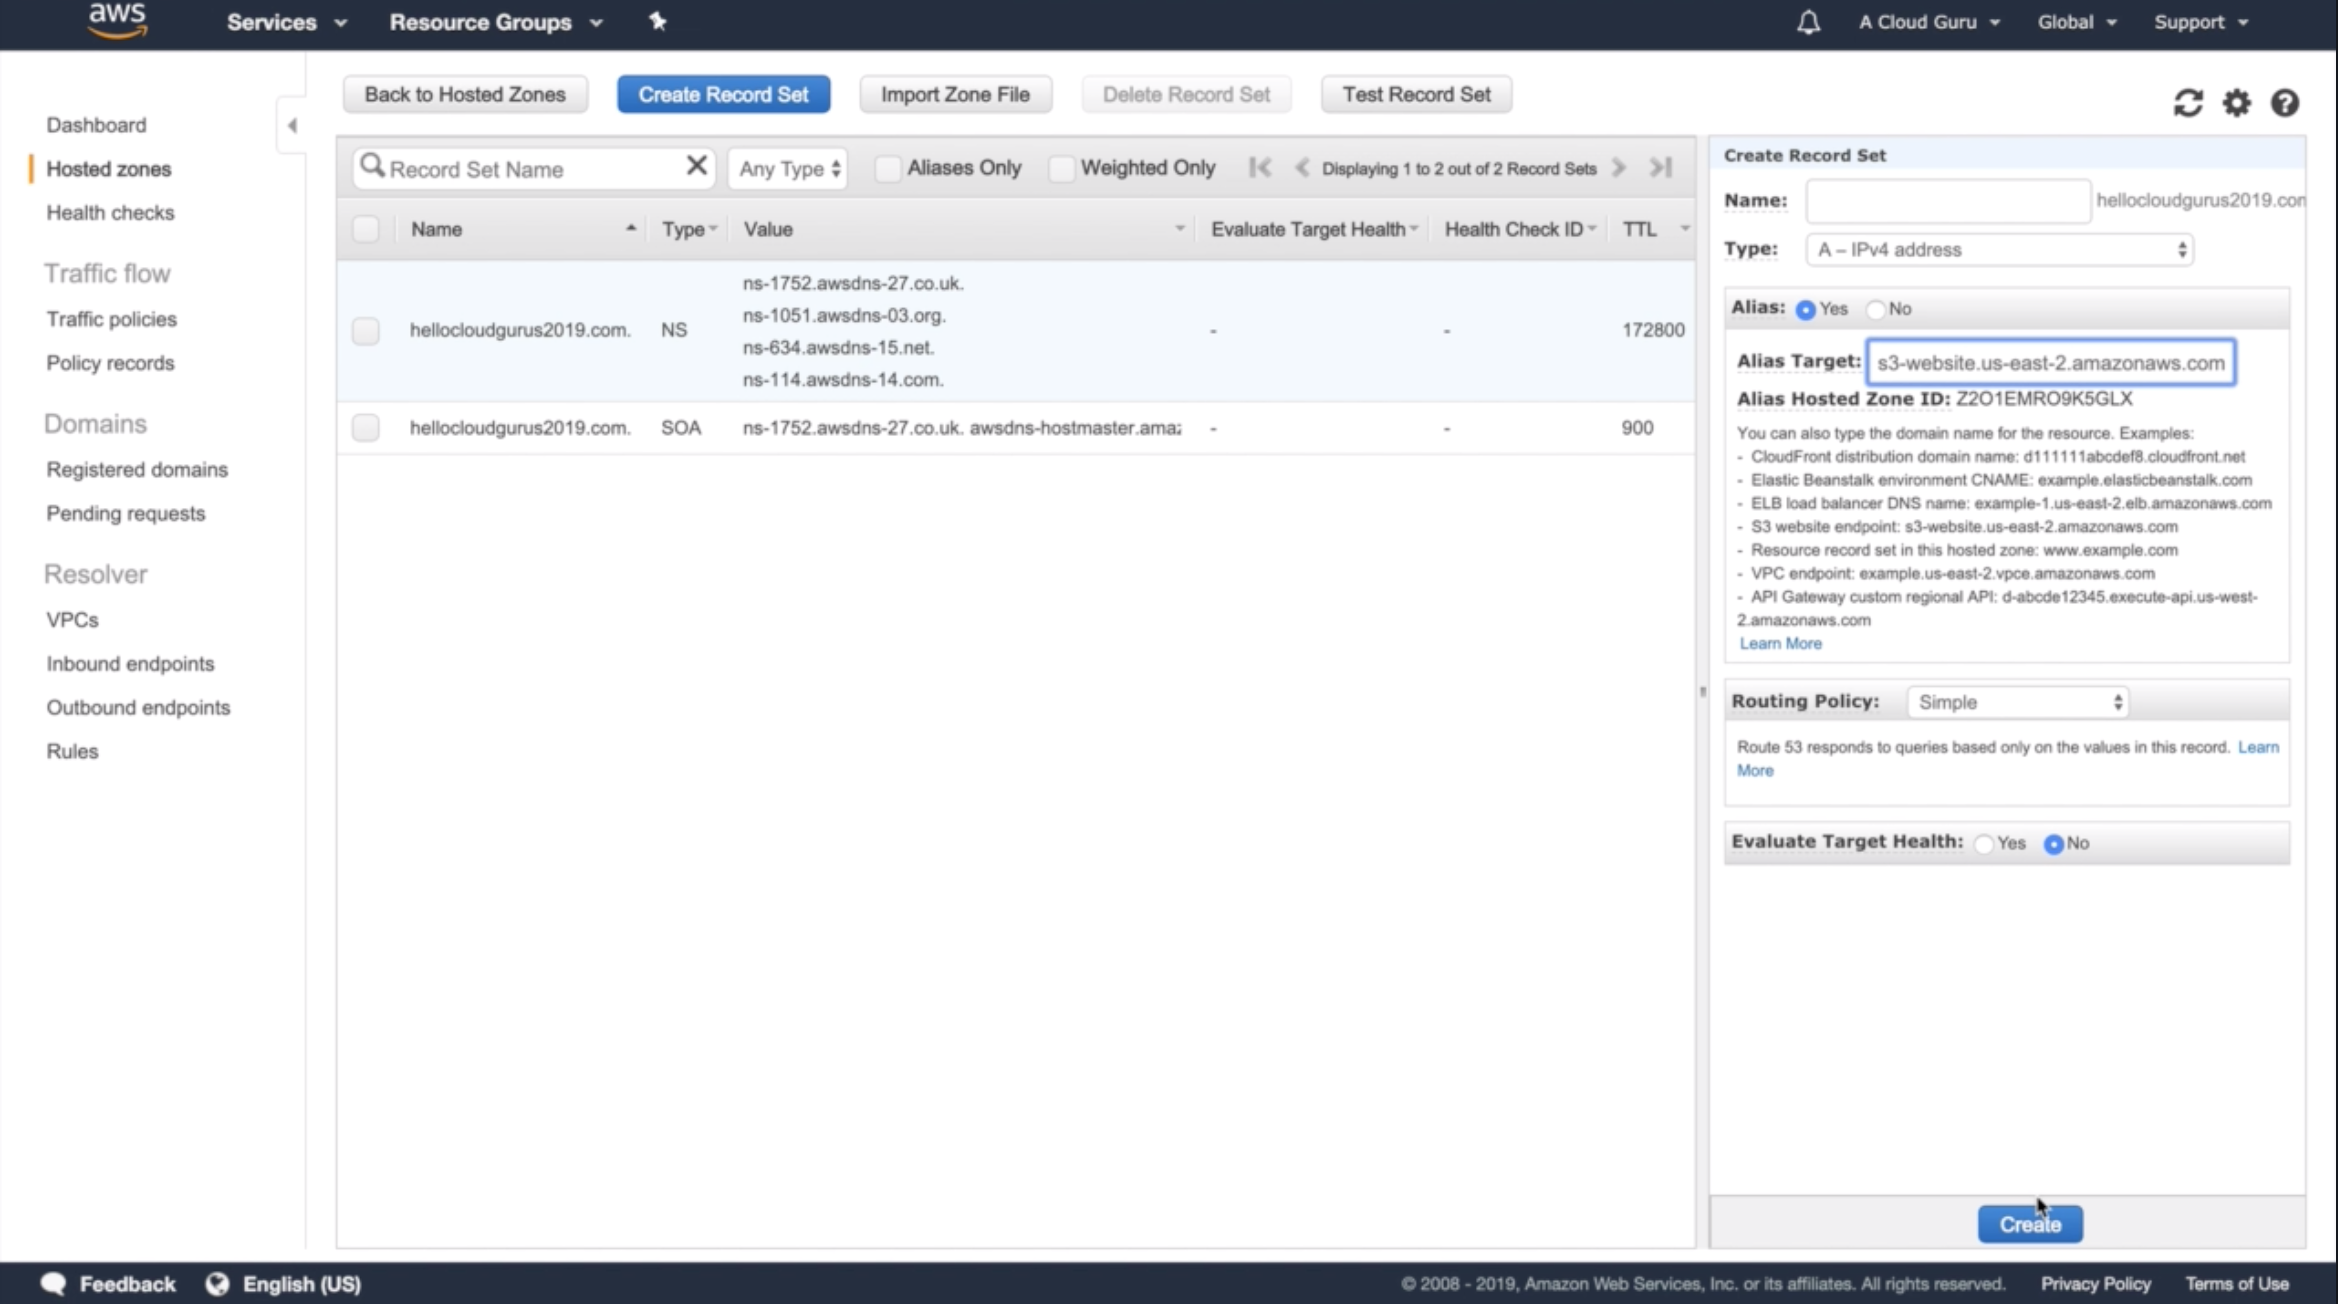 aws
Services
Resource Groups
A Cloud Guru
Global
Support
Back to Hosted Zones
Create Record Set
Import Zone File
Delete Record Set
Test Record Set
Dashboard
Hosted zones
Health checks
Traffic flow
Traffic policies
Policy records
Domains
Registered domains
Pending requests
Resolver
VPCs
Inbound endpoints
Outbound endpoints
Rules
Record Set Name
Any Type
Aliases Only
Weighted Only
Displaying 1 to 2 out of 2 Record Sets
Name Type Value Evaluate Target Health Health Check ID TTL
hellocloudgurus2019.com. NS
ns-1752.awsdns-27.co.uk.
ns-1051.awsdns-03.org.
ns-634.awsdns-15.net.
ns-114.awsdns-14.com.
- - 172800
hellocloudgurus2019.com. SOA ns-1752.awsdns-27.co.uk. awsdns-hostmaster.ama - - 900
Create Record Set
Name: hellocloudgurus2019.com
Type: A – IPv4 address
Alias: Yes No
Alias Target: s3-website.us-east-2.amazonaws.com
Alias Hosted Zone ID: Z2O1EMRO9K5GLX
You can also type the domain name for the resource. Examples:
- CloudFront distribution domain name: d111111abcdef8.cloudfront.net
- Elastic Beanstalk environment CNAME: example.elasticbeanstalk.com
- ELB load balancer DNS name: example-1.us-east-2.elb.amazonaws.com
- S3 website endpoint: s3-website.us-east-2.amazonaws.com
- Resource record set in this hosted zone: www.example.com
- VPC endpoint: example.us-east-2.vpce.amazonaws.com
- API Gateway custom regional API: d-abcde12345.execute-api.us-west-
2.amazonaws.com
Learn More
Routing Policy: Simple
Route 53 responds to queries based only on the values in this record. Learn
More
Evaluate Target Health: Yes No
Create
Feedback
English (US)
© 2008 - 2019, Amazon Web Services, Inc. or its affiliates. All rights reserved.
Privacy Policy
Terms of Use